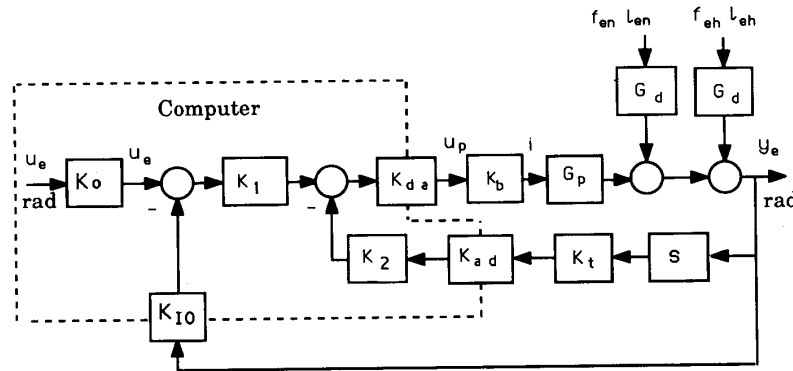 f_en l_en f_eh l_eh
G_d G_d
Computer
u_e u_e u_p i y_e
K_o K_1 K_da K_b G_p
rad rad
- -
K_2 K_ad K_t S
K_IO